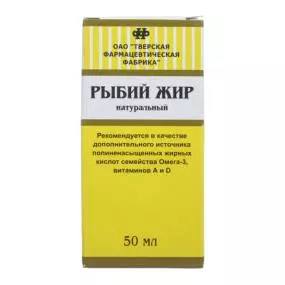 ОАО "ТВЕРСКАЯ
ФАРМАЦЕВТИЧЕСКАЯ
ФАБРИКА"
РЫБИЙ ЖИР
натуральный
Рекомендуется в качестве
дополнительного источника
полиненасыщенных жирных
кислот семейства Омега-3,
витаминов А и D
50 мл